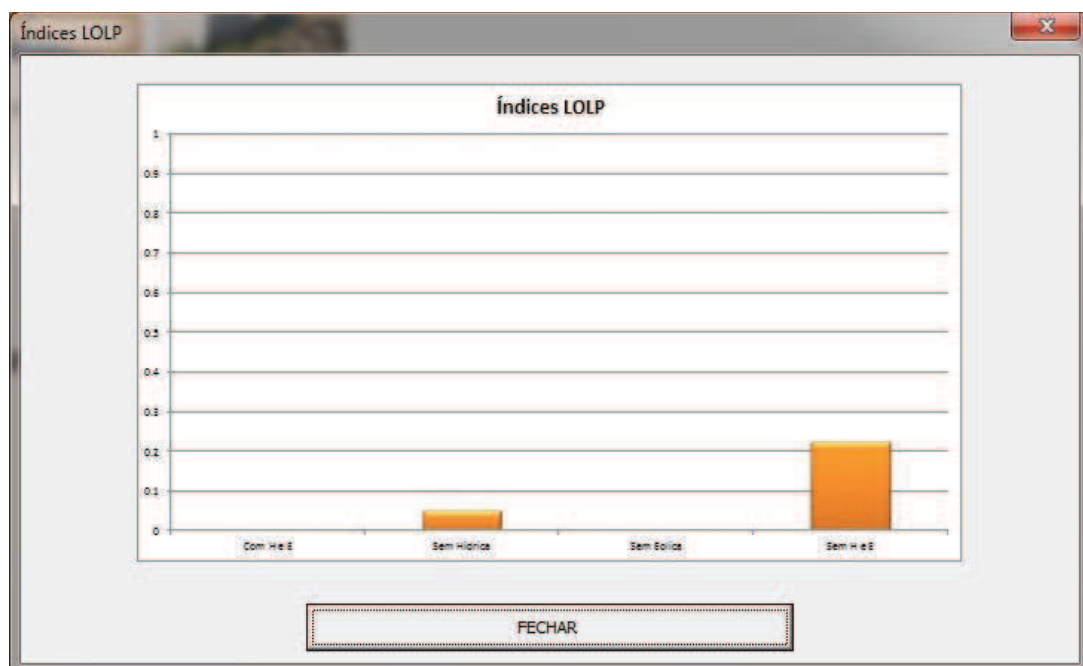 Índices LOLP
Índices LOLP
1
0.9
0.8
0.7
0.6
0.5
0.4
0.3
0.2
0.1
0
Com H e E
Sem Hídrica
Sem Eolica
Sem H e E
FECHAR